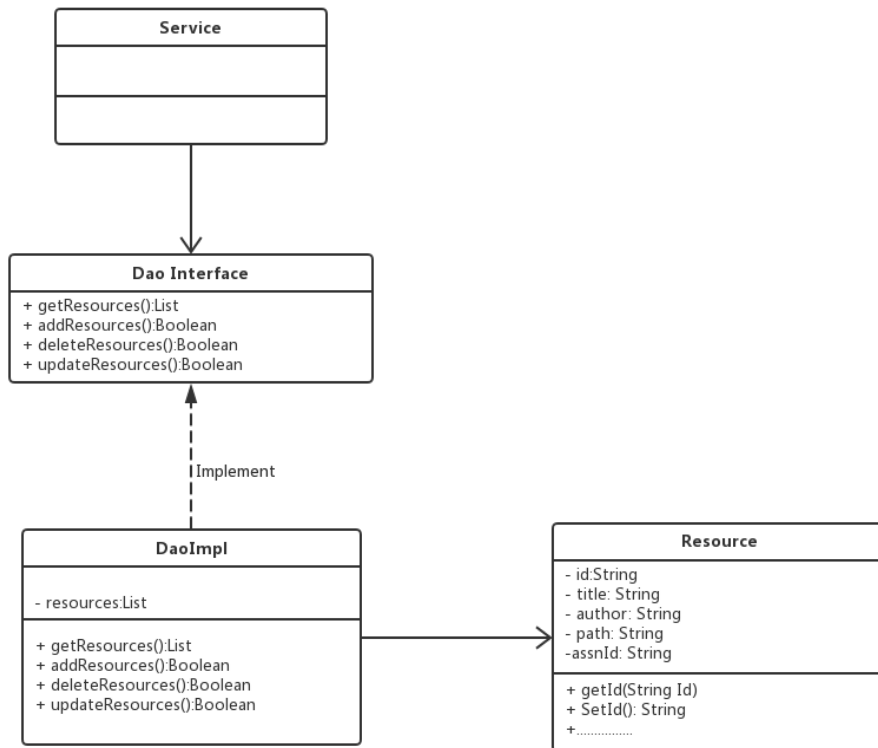 Service
Dao Interface
+ getResources():List
+ addResources():Boolean
+ deleteResources():Boolean
+ updateResources():Boolean
Implement
DaoImpl
- resources:List
+ getResources():List
+ addResources():Boolean
+ deleteResources():Boolean
+ updateResources():Boolean
Resource
- id:String
- title: String
- author: String
- path: String
-assnId: String
+ getId(String Id)
+ SetId(): String
+................